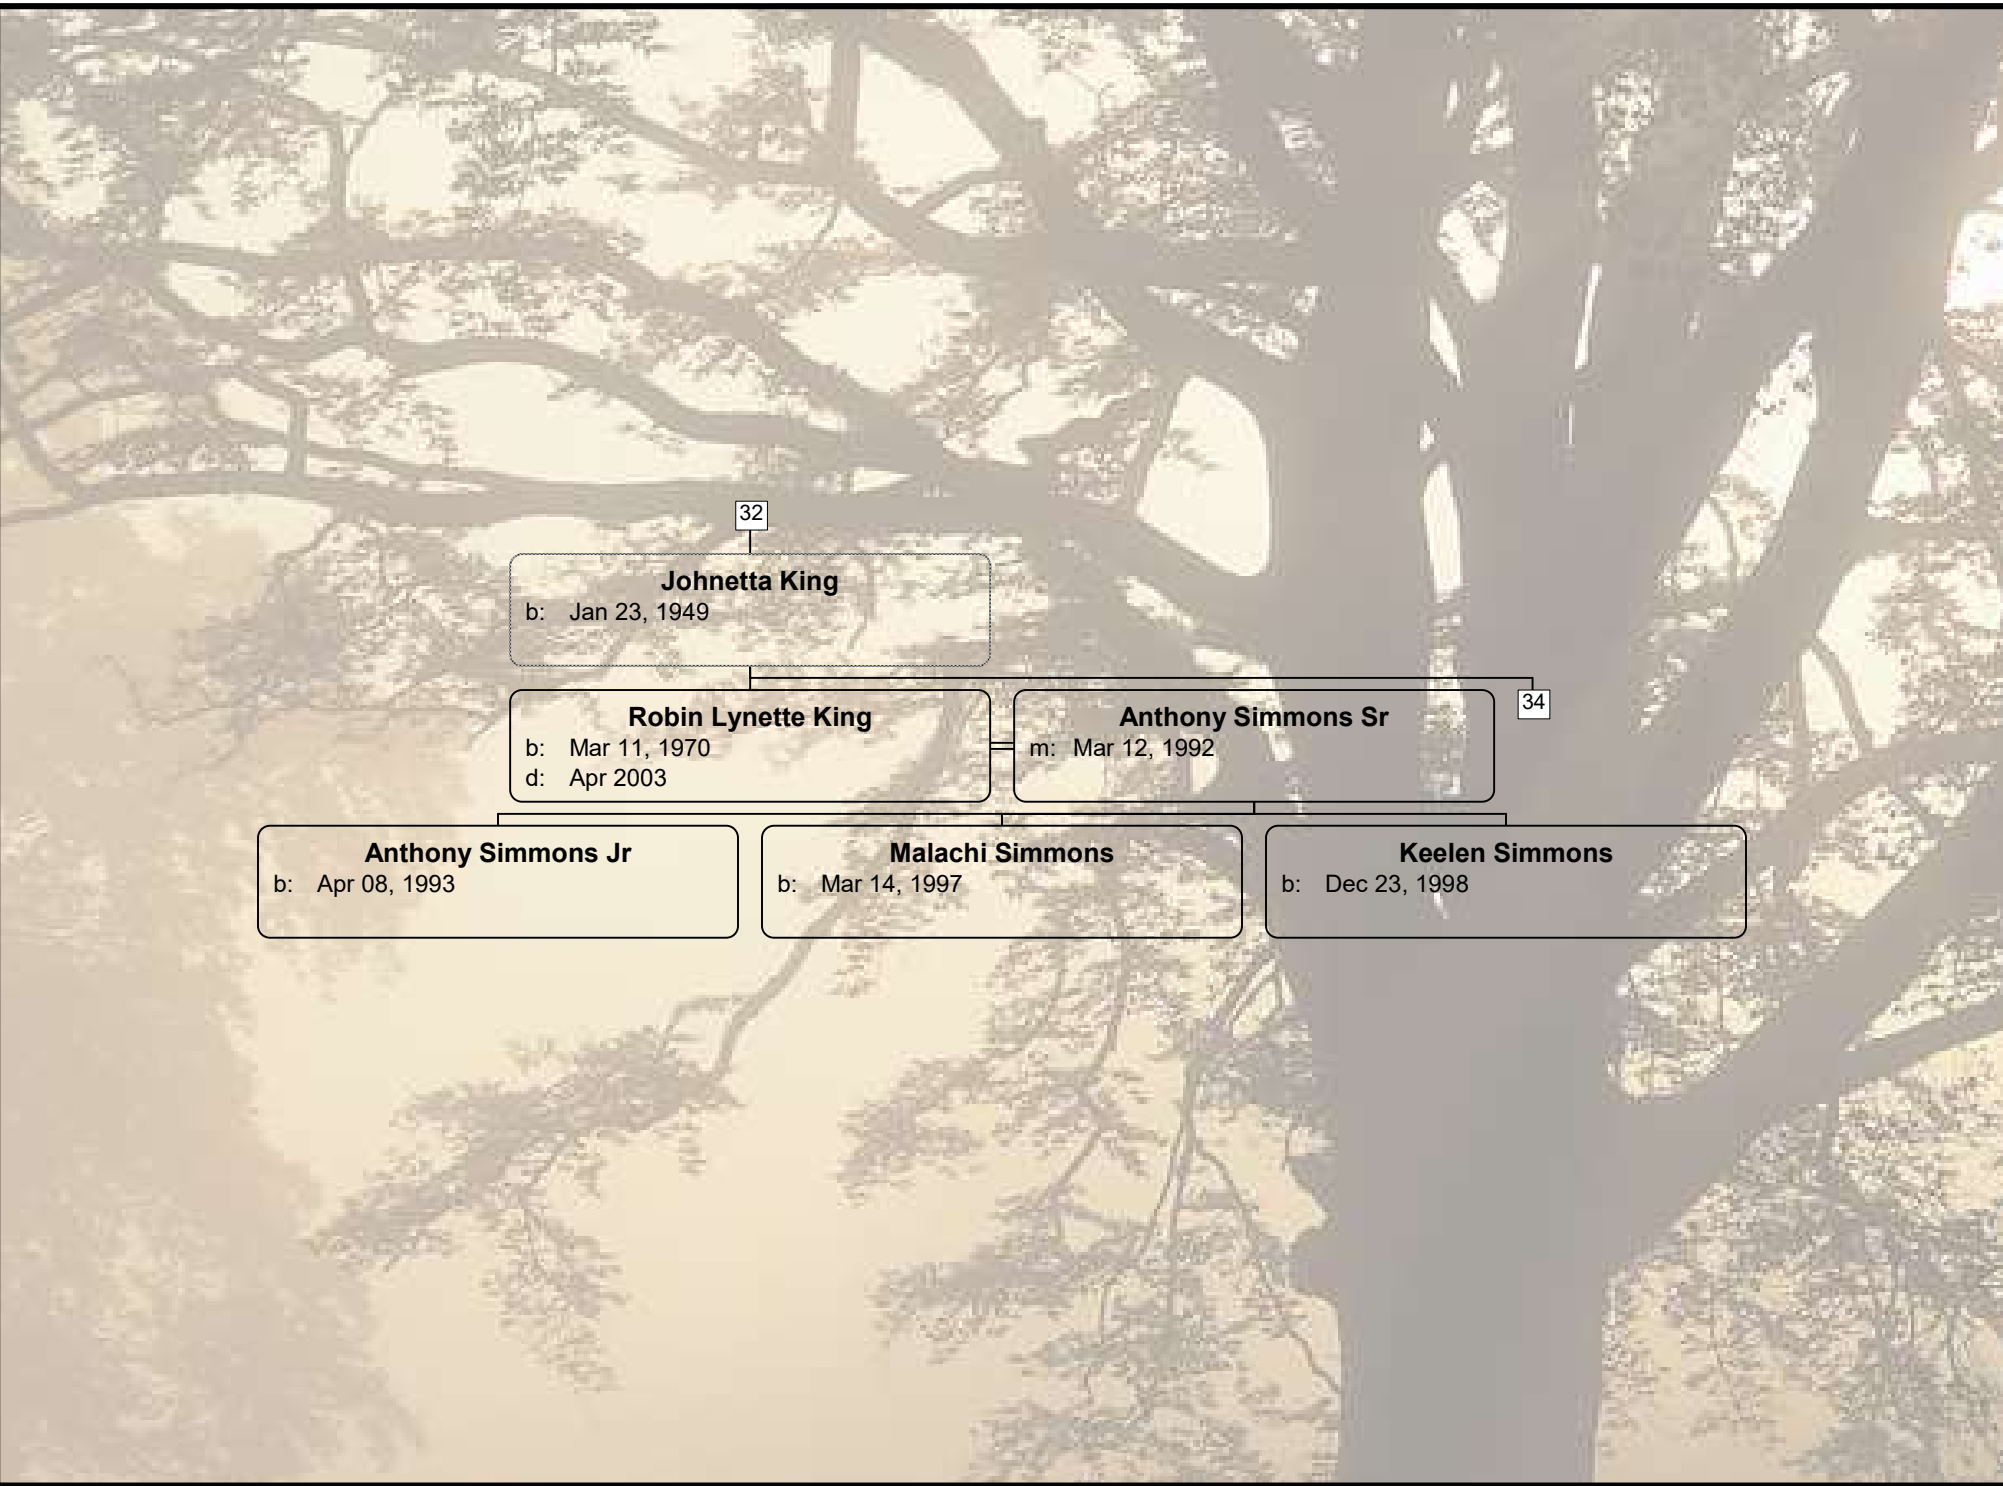 32
Johnetta King
b: Jan 23, 1949
34
Robin Lynette King
b: Mar 11, 1970
d: Apr 2003
Anthony Simmons Sr
m: Mar 12, 1992
Anthony Simmons Jr
b: Apr 08, 1993
Malachi Simmons
b: Mar 14, 1997
Keelen Simmons
b: Dec 23, 1998